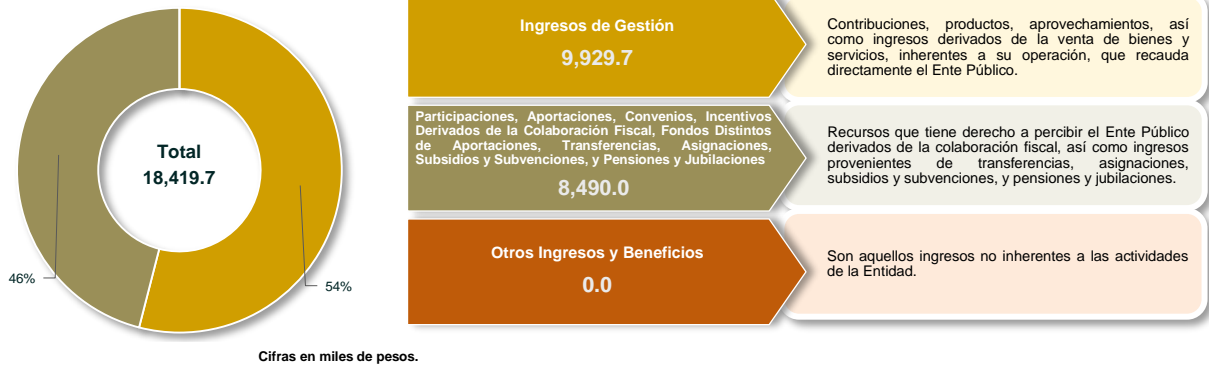 Total
18,419.7
46%
54%
Ingresos de Gestión
9,929.7
Contribuciones, productos, aprovechamientos, así
como ingresos derivados de la venta de bienes y
servicios, inherentes a su operación, que recauda
directamente el Ente Público.
Participaciones, Aportaciones, Convenios, Incentivos
Derivados de la Colaboración Fiscal, Fondos Distintos
de Aportaciones, Transferencias, Asignaciones,
Subsidios y Subvenciones, y Pensiones y Jubilaciones
8,490.0
Recursos que tiene derecho a percibir el Ente Público
derivados de la colaboración fiscal, así como ingresos
provenientes de transferencias, asignaciones,
subsidios y subvenciones, y pensiones y jubilaciones.
Otros Ingresos y Beneficios
0.0
Son aquellos ingresos no inherentes a las actividades
de la Entidad.
Cifras en miles de pesos.